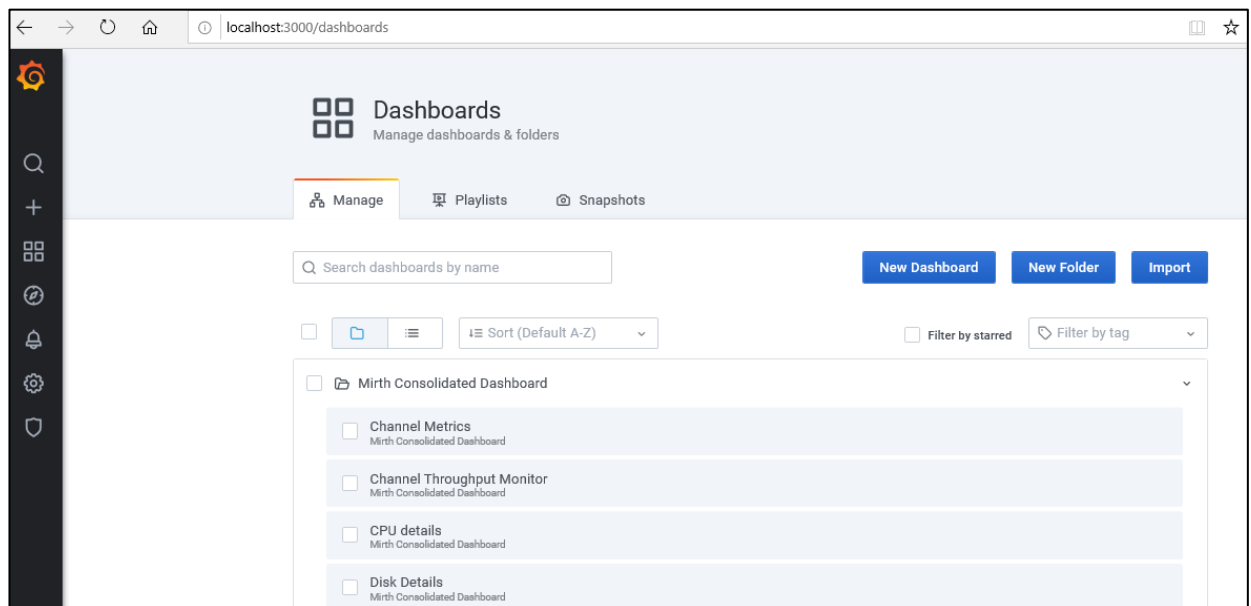 localhost:3000/dashboards
Dashboards
Manage dashboards & folders
Manage
Playlists
Snapshots
Search dashboards by name
New Dashboard
New Folder
Import
Sort (Default A-Z)
Filter by starred
Filter by tag
Mirth Consolidated Dashboard
Channel Metrics
Mirth Consolidated Dashboard
Channel Throughput Monitor
Mirth Consolidated Dashboard
CPU details
Mirth Consolidated Dashboard
Disk Details
Mirth Consolidated Dashboard